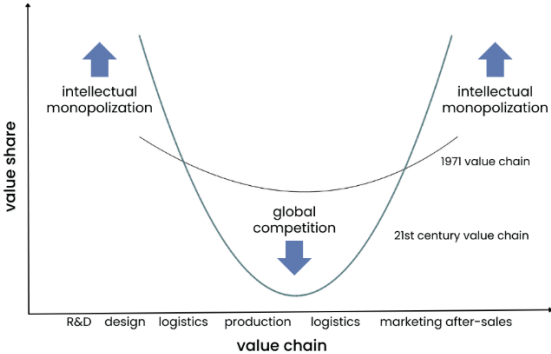 intellectual
monopolization
intellectual
monopolization
value share
1971 value chain
global
competition
21st century value chain
R&D design logistics production logistics marketing after-sales
value chain